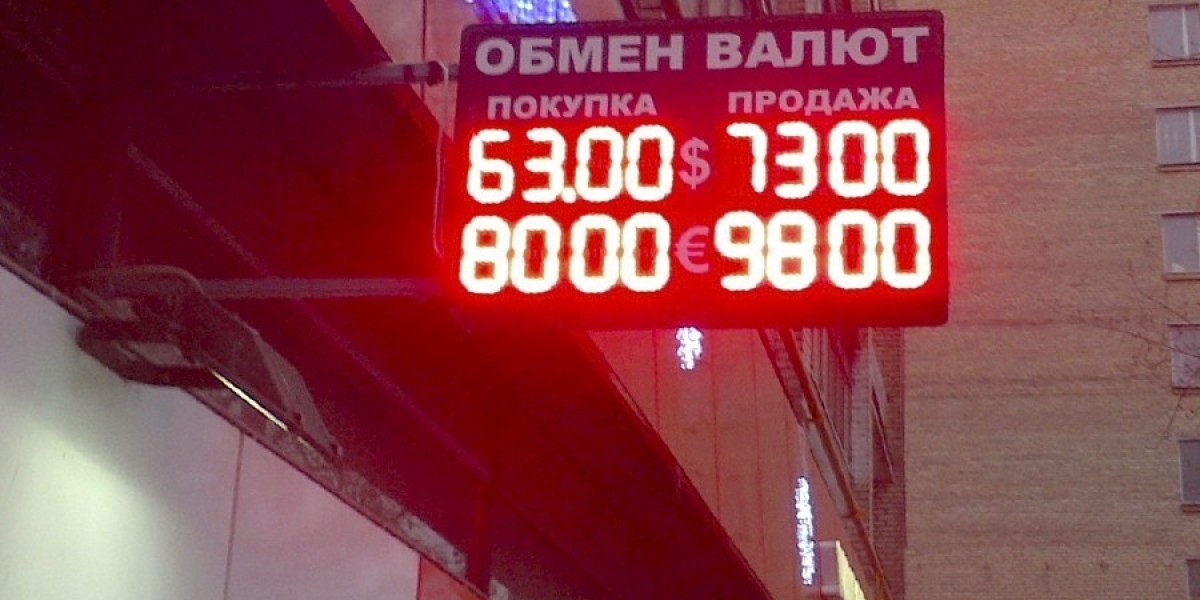 ОБМЕН ВАЛЮТ
ПОКУПКА ПРОДАЖА
63.00 $ 7300
8000 € 9800